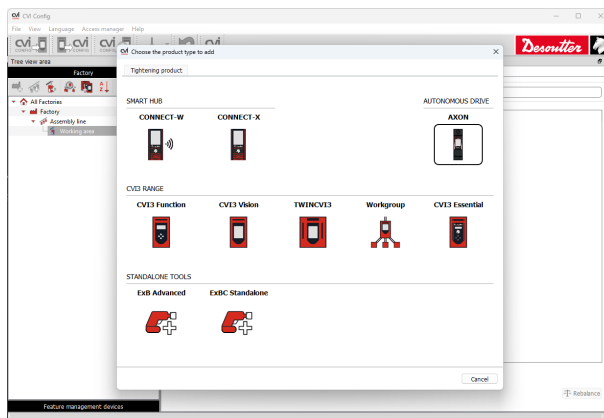 CVI Config
File View Language Access manager Help
Desoutter
Tree view area
Factory
All Factories
Factory
Assembly line
Working area
Choose the product type to add
Tightening product
SMART HUB
AUTONOMOUS DRIVE
CONNECT-W CONNECT-X AXON
CVI3 RANGE
CVI3 Function CVI3 Vision TWINCVI3 Workgroup CVI3 Essential
STANDALONE TOOLS
ExB Advanced ExBC Standalone
Cancel
Rebalance
Feature management devices